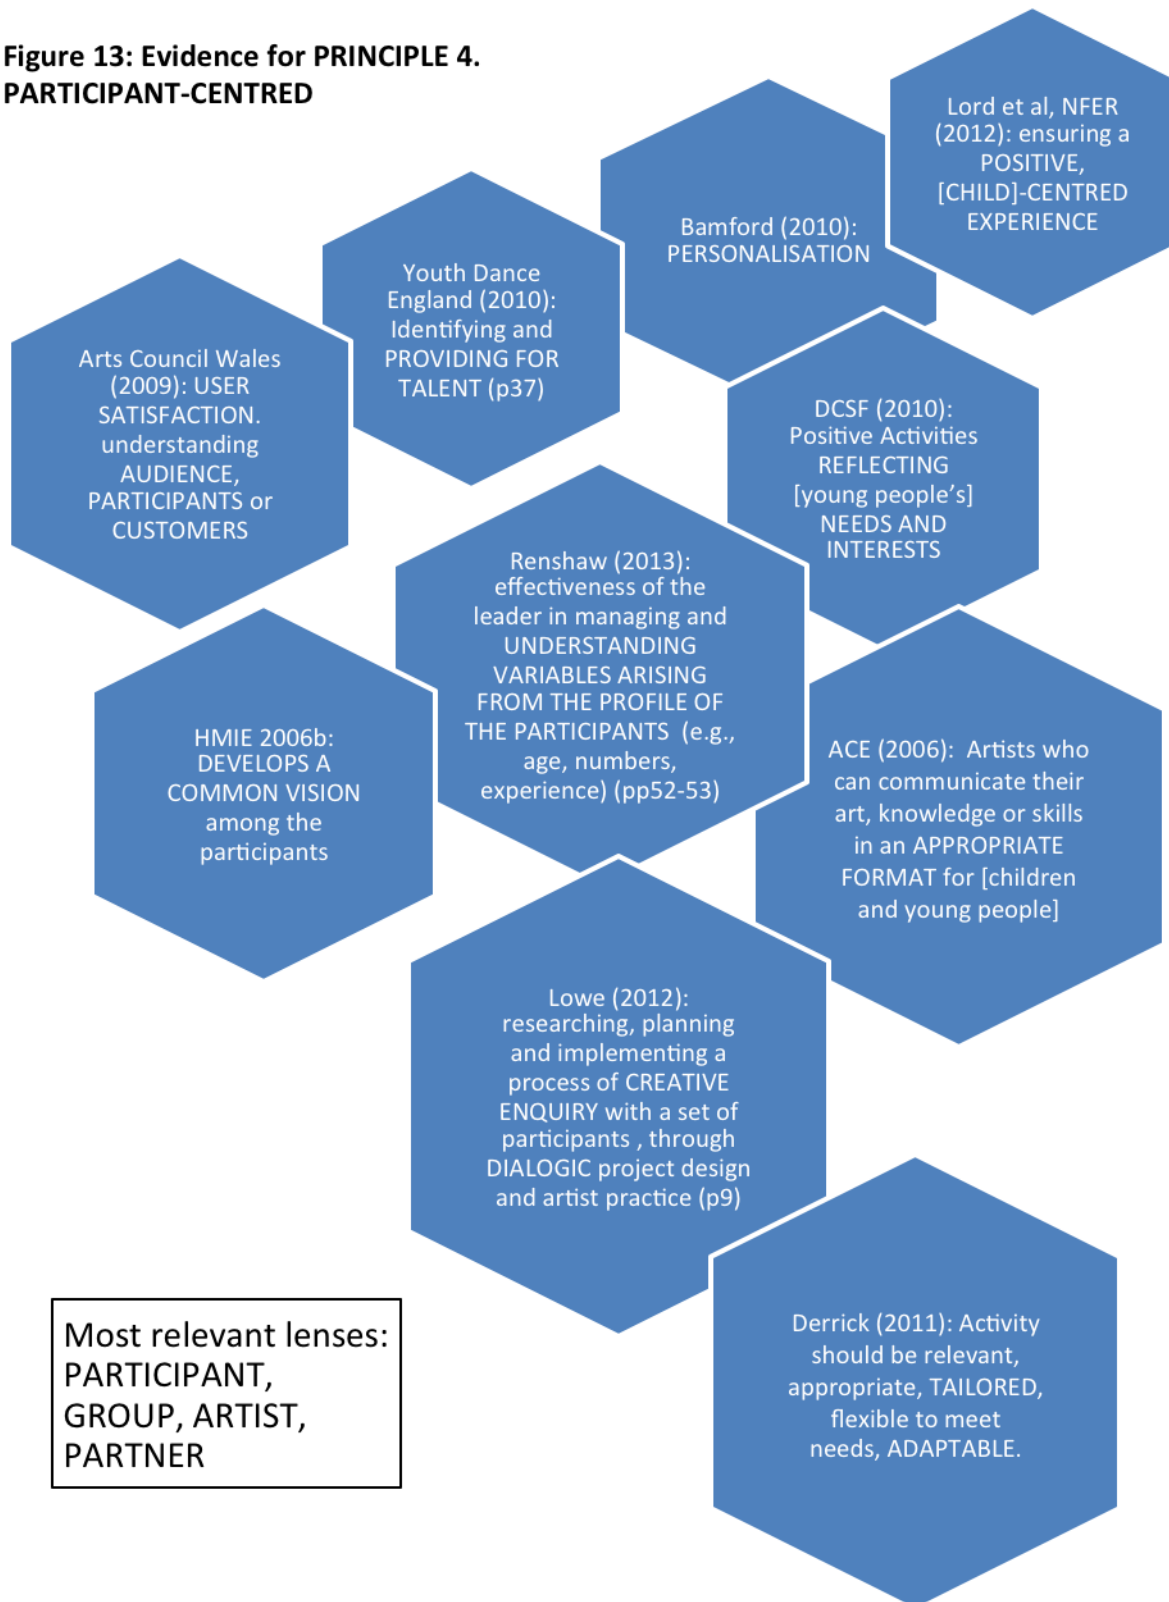 Figure 13: Evidence for PRINCIPLE 4.
PARTICIPANT-CENTRED
Lord et al, NFER
(2012): ensuring a
POSITIVE,
[CHILD]-CENTRED
EXPERIENCE
Bamford (2010):
PERSONALISATION
Youth Dance
England (2010):
Identifying and
PROVIDING FOR
TALENT (p37)
Arts Council Wales
(2009): USER
SATISFACTION.
understanding
AUDIENCE,
PARTICIPANTS or
CUSTOMERS
DCSF (2010):
Positive Activities
REFLECTING
[young people’s]
NEEDS AND
INTERESTS
Renshaw (2013):
effectiveness of the
leader in managing and
UNDERSTANDING
VARIABLES ARISING
FROM THE PROFILE OF
THE PARTICIPANTS (e.g.,
age, numbers,
experience) (pp52-53)
HMIE 2006b:
DEVELOPS A
COMMON VISION
among the
participants
ACE (2006): Artists who
can communicate their
art, knowledge or skills
in an APPROPRIATE
FORMAT for [children
and young people]
Lowe (2012):
researching, planning
and implementing a
process of CREATIVE
ENQUIRY with a set of
participants , through
DIALOGIC project design
and artist practice (p9)
Derrick (2011): Activity
should be relevant,
appropriate, TAILORED,
flexible to meet
needs, ADAPTABLE.
Most relevant lenses:
PARTICIPANT,
GROUP, ARTIST,
PARTNER